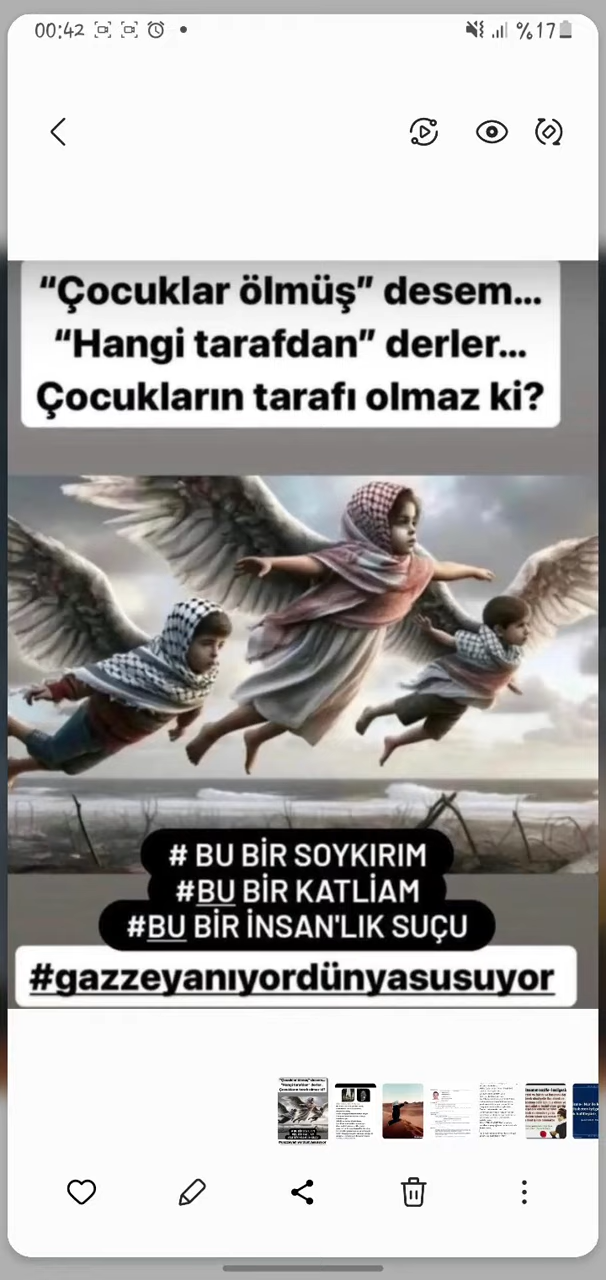 00:42
%17
“Çocuklar ölmüş” desem...
“Hangi tarafdan” derler...
Çocukların tarafı olmaz ki?
# BU BİR SOYKIRIM
#BU BİR KATLİAM
#BU BİR İNSAN'LIK SUÇU
#gazzeyanıyordünyasusuyor